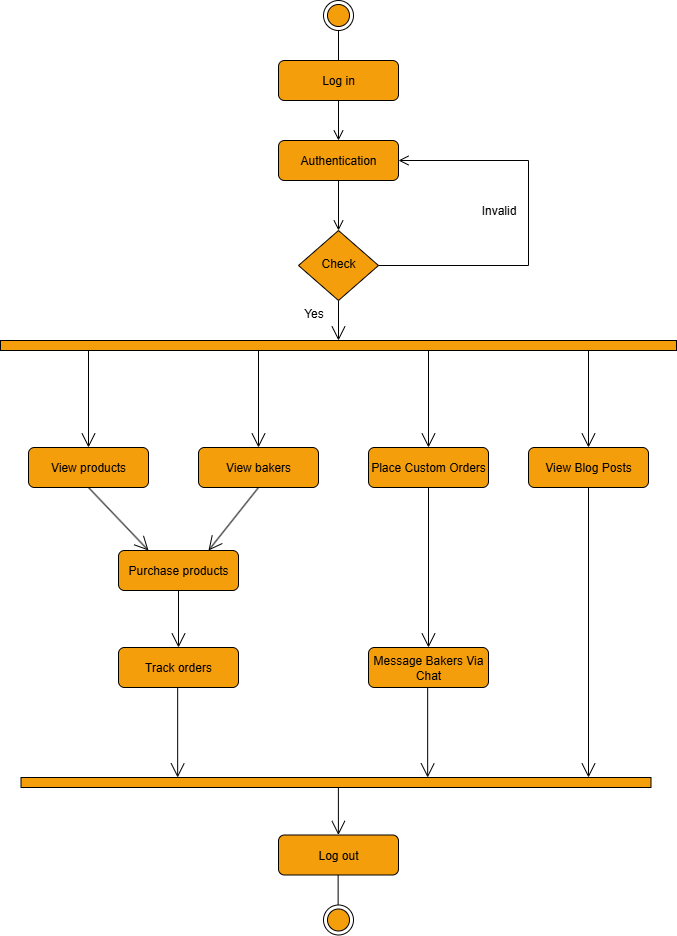 Log in
Authentication
Invalid
Check
Yes
View products
View bakers
Place Custom Orders
View Blog Posts
Purchase products
Track orders
Message Bakers Via
Chat
Log out